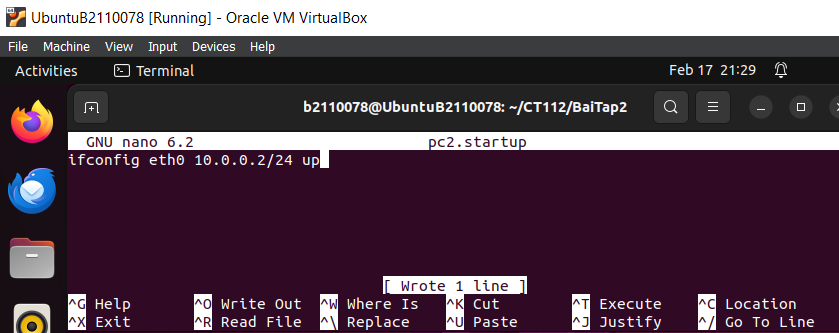 UbuntuB2110078 [Running] - Oracle VM VirtualBox
File Machine View Input Devices Help
Activities Terminal Feb 17 21:29
b2110078@UbuntuB2110078: ~/CT112/BaiTap2
GNU nano 6.2 pc2.startup
ifconfig eth0 10.0.0.2/24 up
[ Wrote 1 line ]
^G Help ^O Write Out ^W Where Is ^K Cut ^T Execute ^C Location
^X Exit ^R Read File ^\ Replace ^U Paste ^J Justify ^/ Go To Line